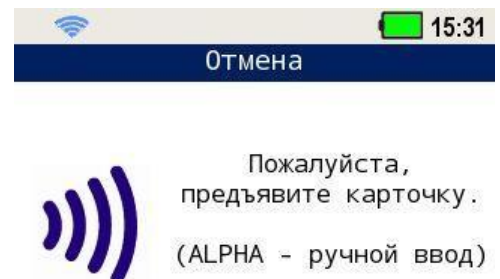 15:31
Отмена
Пожалуйста,
предъявите карточку.
(ALPHA - ручной ввод)